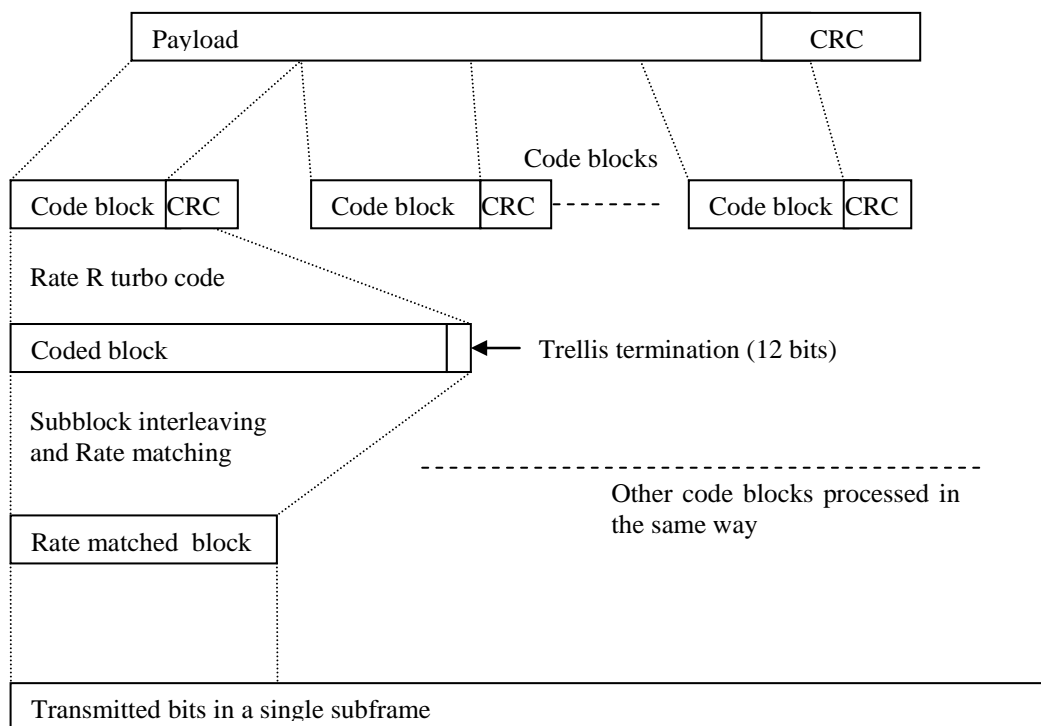 Payload
CRC
Code blocks
Code block
CRC
Code block
CRC
Code block
CRC
Rate R turbo code
Coded block
Trellis termination (12 bits)
Subblock interleaving
and Rate matching
Other code blocks processed in
the same way
Rate matched block
Transmitted bits in a single subframe